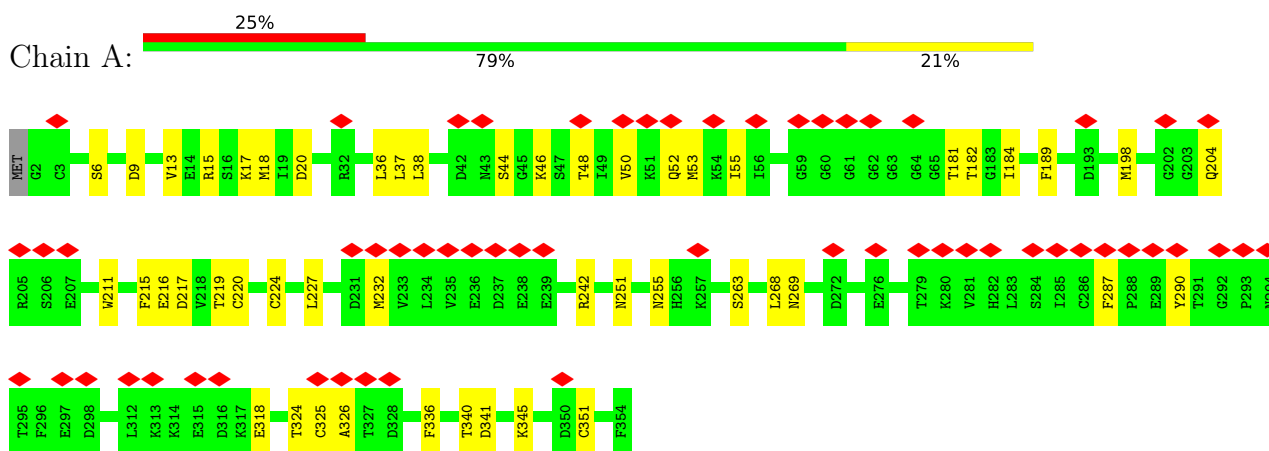 25%
Chain A:
79% 21%
MET G2 C3 S6 D9 V13 E14 R15 S16 K17 M18 I19 D20 R32 L36 L37 L38 D42 N43 S44 G45 K46 S47 T48 I49 V50 K51 Q52 M53 K54 I55 I56 G59 G60 G61 G62 G63 G64 G65 T181 T182 G183 I184 F189 D193 M198 G202 G203 Q204
R205 S206 E207 W211 F215 E216 D217 V218 T219 C220 C224 L227 D231 M232 V233 L234 V235 E236 D237 E238 E239 R242 N251 N255 H256 K257 S263 L268 N269 D272 E276 T279 K280 V281 H282 L283 S284 I285 C286 F287 P288 E289 Y290 T291 G292 P293
T295 F296 E297 D298 L312 K313 K314 E315 D316 K317 E318 T324 C325 A326 T327 D328 F336 T340 D341 K345 D350 C351 F354